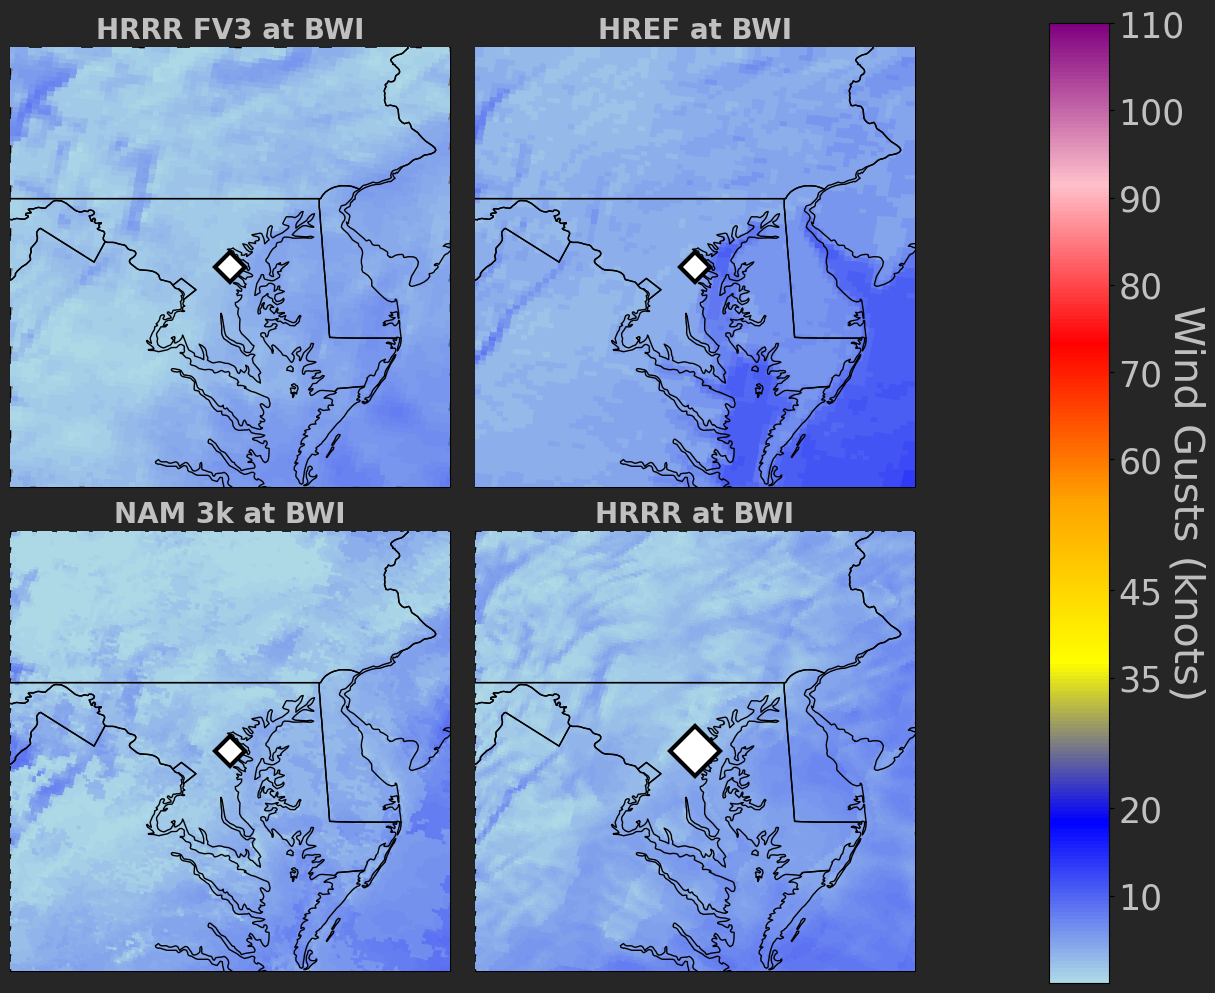 HRRR FV3 at BWI
HREF at BWI
NAM 3k at BWI
HRRR at BWI
110
100
90
80
70
60
45
35
20
10
Wind Gusts (knots)